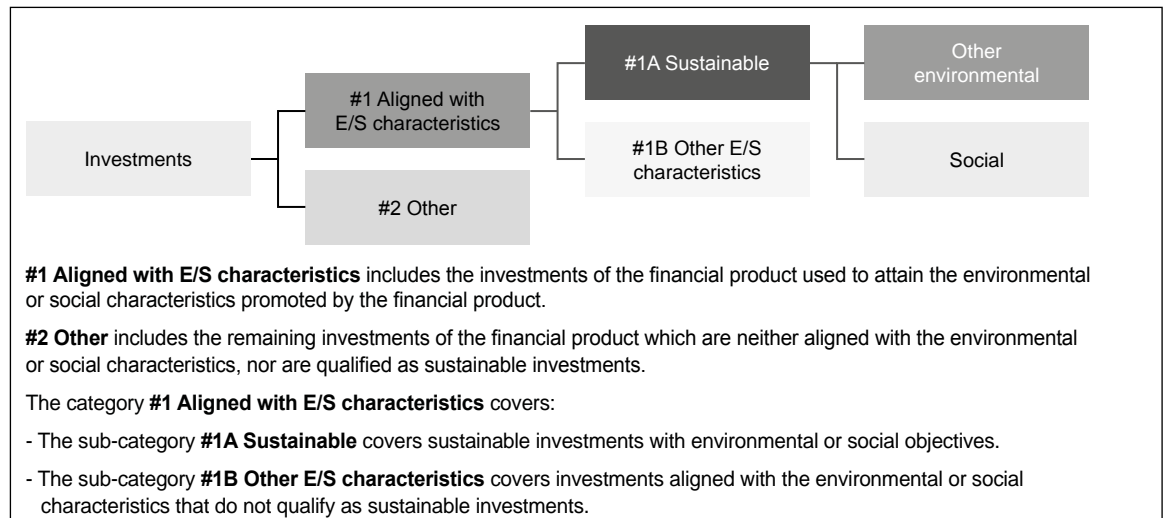 Investments
#1 Aligned with
E/S characteristics
#2 Other
#1A Sustainable
#1B Other E/S
characteristics
Other
environmental
Social
#1 Aligned with E/S characteristics includes the investments of the financial product used to attain the environmental
or social characteristics promoted by the financial product.
#2 Other includes the remaining investments of the financial product which are neither aligned with the environmental
or social characteristics, nor are qualified as sustainable investments.
The category #1 Aligned with E/S characteristics covers:
- The sub-category #1A Sustainable covers sustainable investments with environmental or social objectives.
- The sub-category #1B Other E/S characteristics covers investments aligned with the environmental or social
characteristics that do not qualify as sustainable investments.